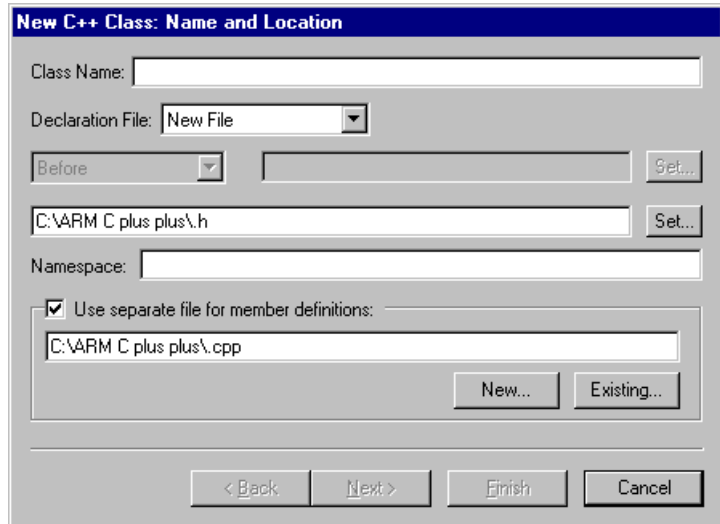 New C++ Class: Name and Location
Class Name:
Declaration File: New File
Before Set...
C:\ARM C plus plus\.h Set...
Namespace:
Use separate file for member definitions:
C:\ARM C plus plus\.cpp
New... Existing...
< Back Next > Finish Cancel